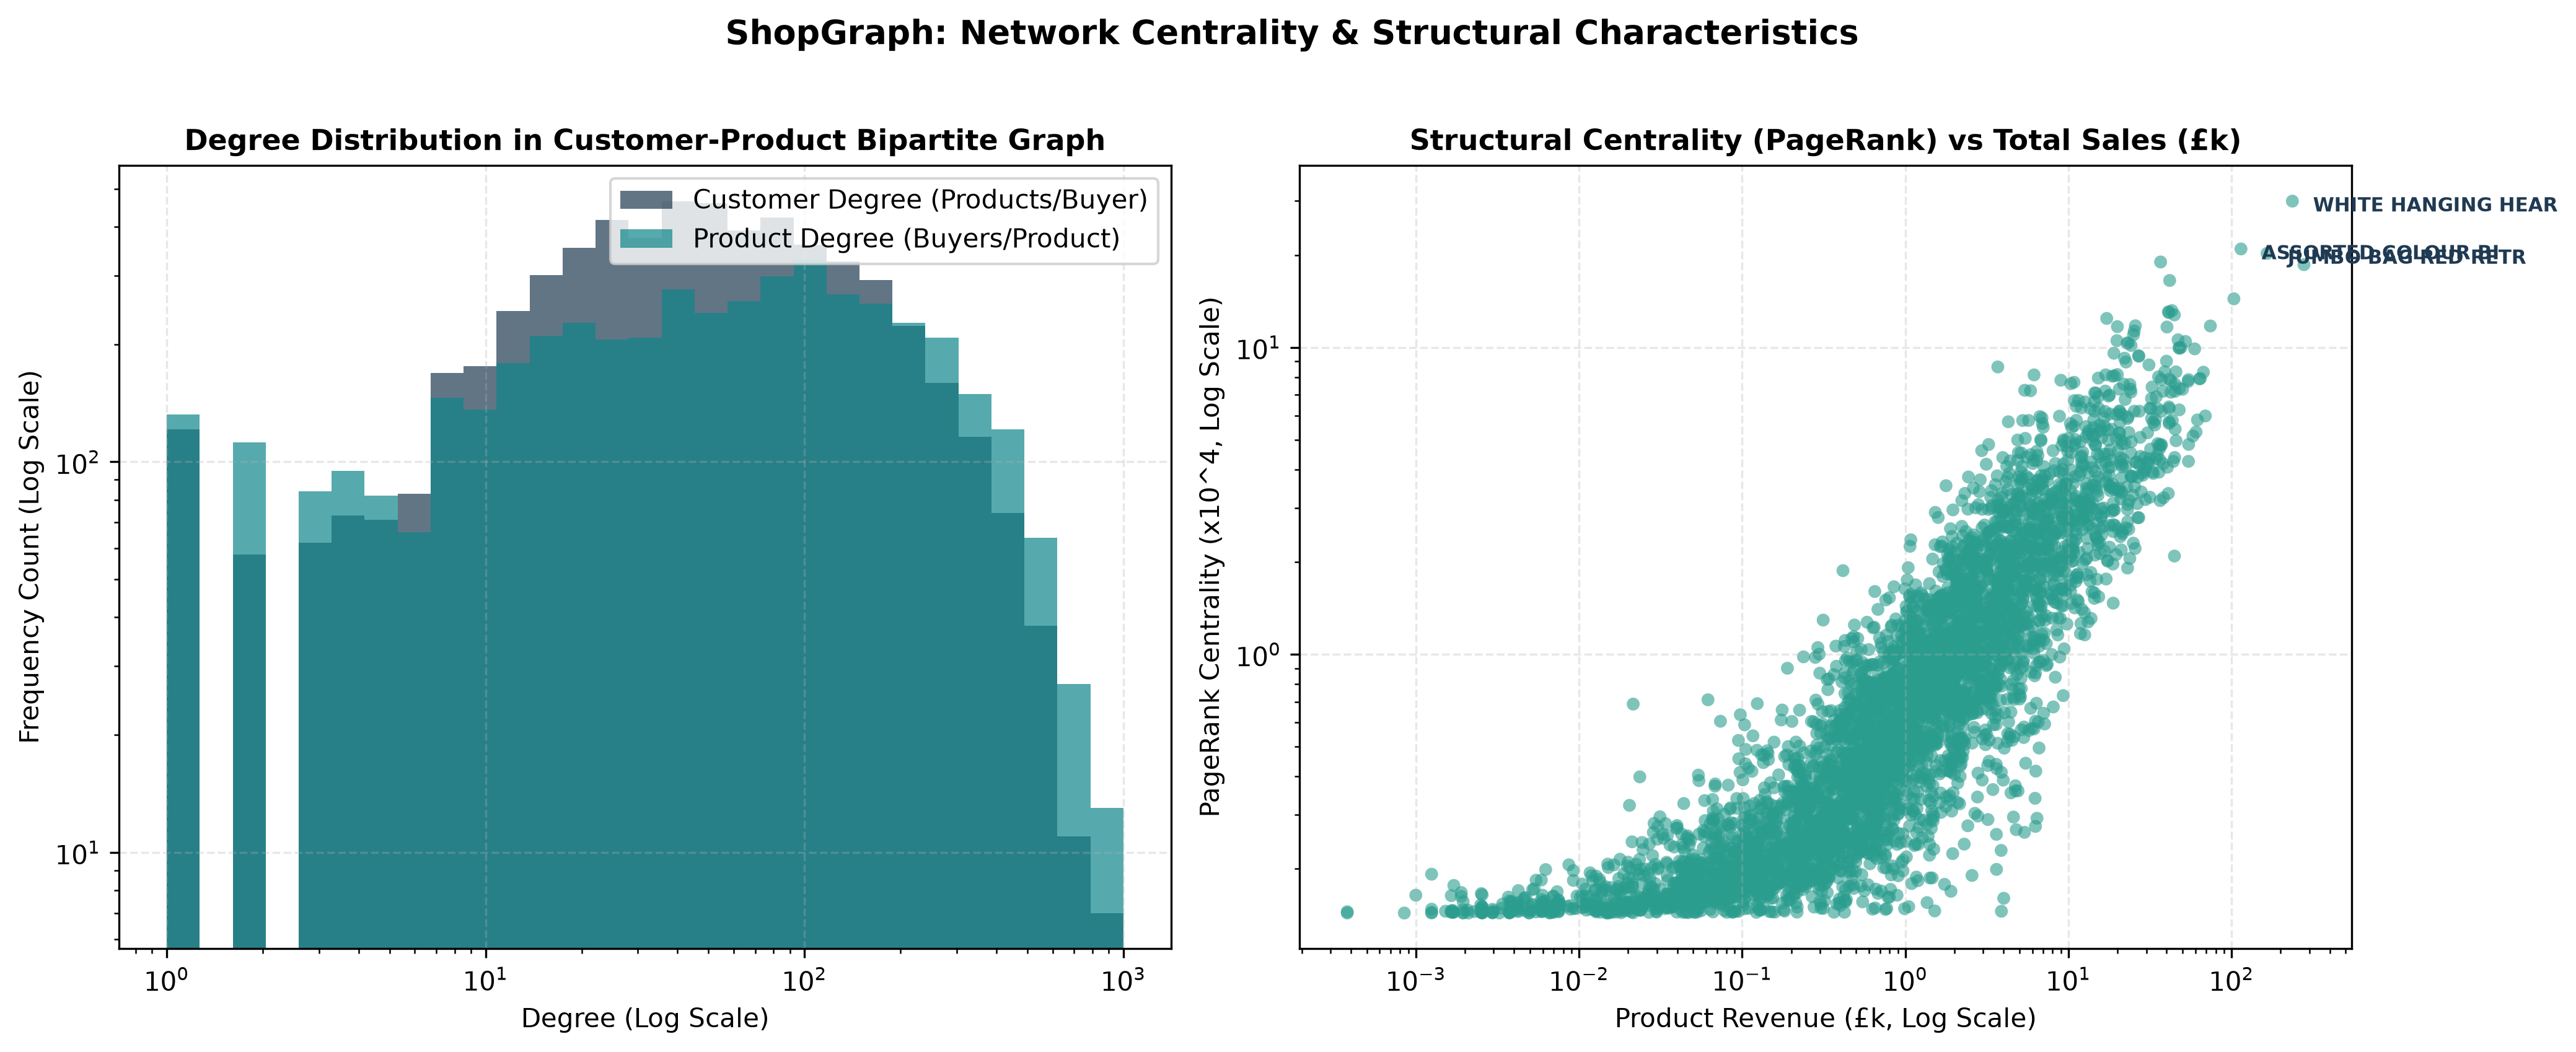 ShopGraph: Network Centrality & Structural Characteristics
Degree Distribution in Customer-Product Bipartite Graph
Customer Degree (Products/Buyer)
Product Degree (Buyers/Product)
Frequency Count (Log Scale)
10²
10¹
10⁰ 10¹ 10² 10³
Degree (Log Scale)
Structural Centrality (PageRank) vs Total Sales (£k)
WHITE HANGING HEAR
ASSORTED COLOUR BI
JUMBO BAG RED RETR
PageRank Centrality (x10^4, Log Scale)
10¹
10⁰
10⁻³ 10⁻² 10⁻¹ 10⁰ 10¹ 10²
Product Revenue (£k, Log Scale)